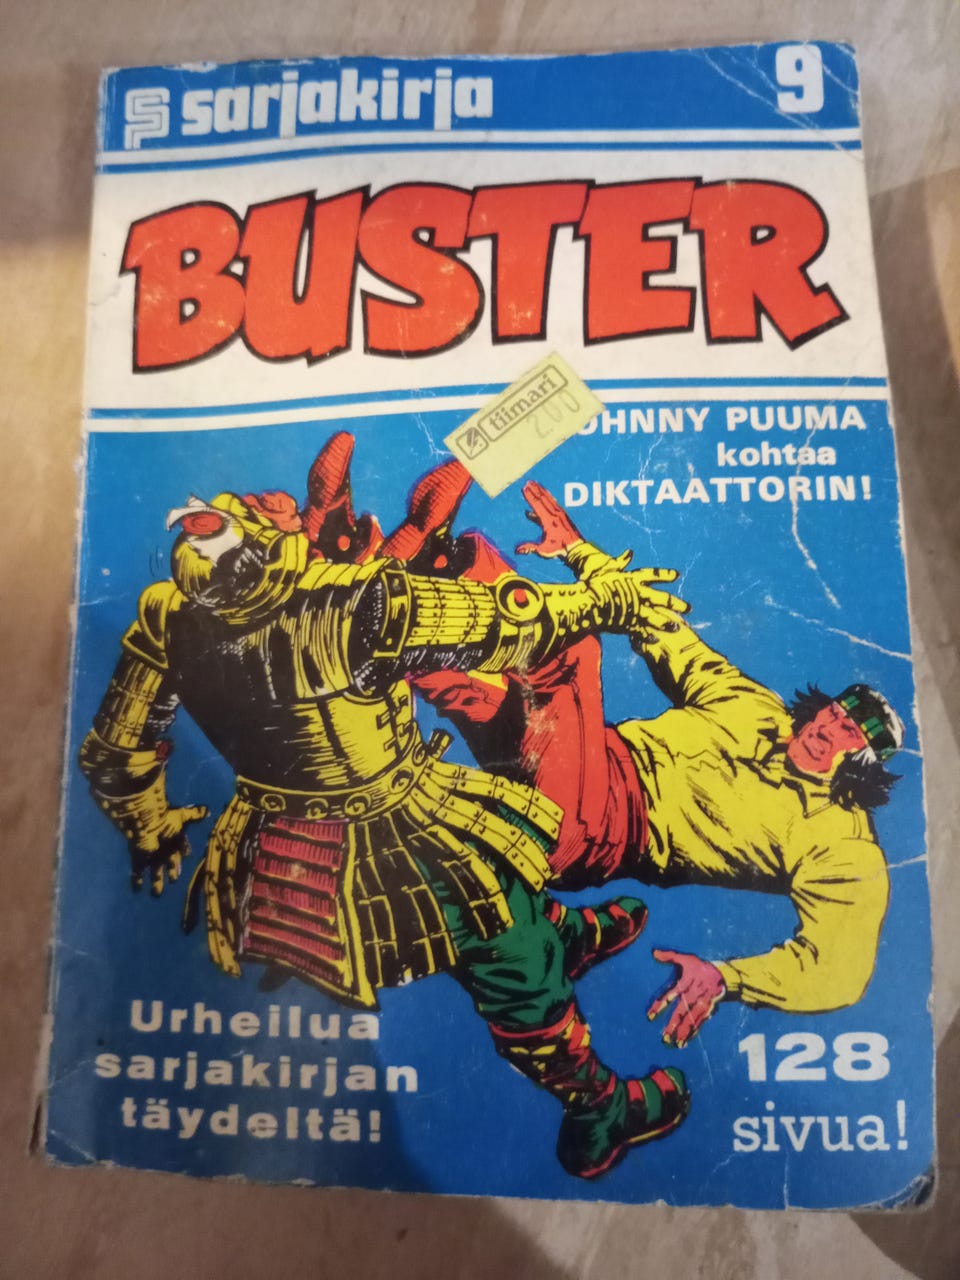 sarjakirja
9
BUSTER
tiimari
2.00
OHNNY PUUMA
kohtaa
DIKTAATTORIN!
Urheilua
sarjakirjan
täydeltä!
128
sivua!